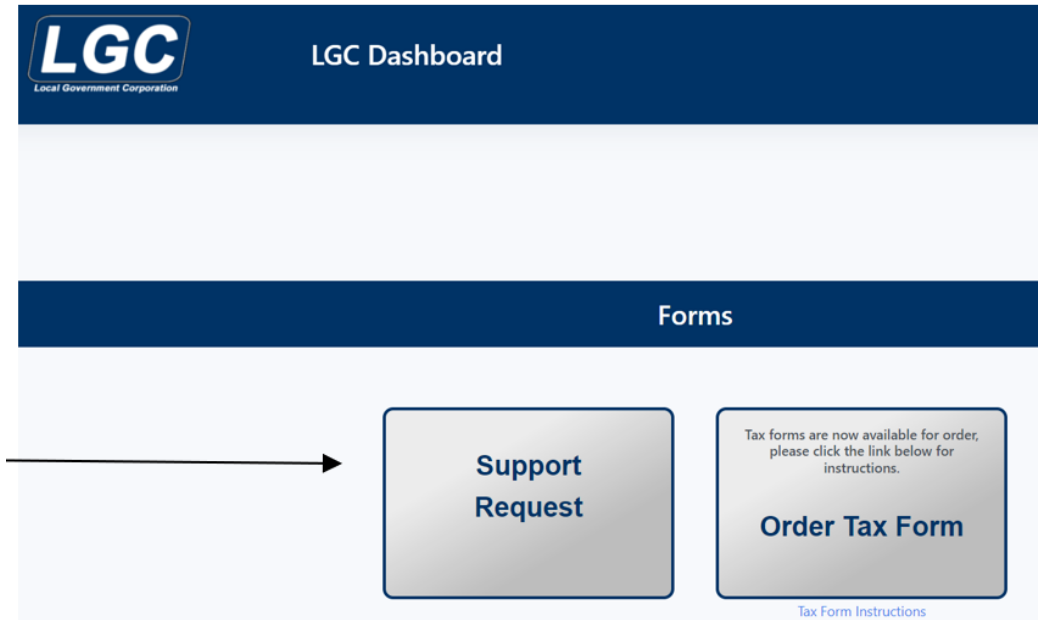 LGC
Local Government Corporation
LGC Dashboard
Forms
Support
Request
Tax forms are now available for order,
please click the link below for
instructions.
Order Tax Form
Tax Form Instructions